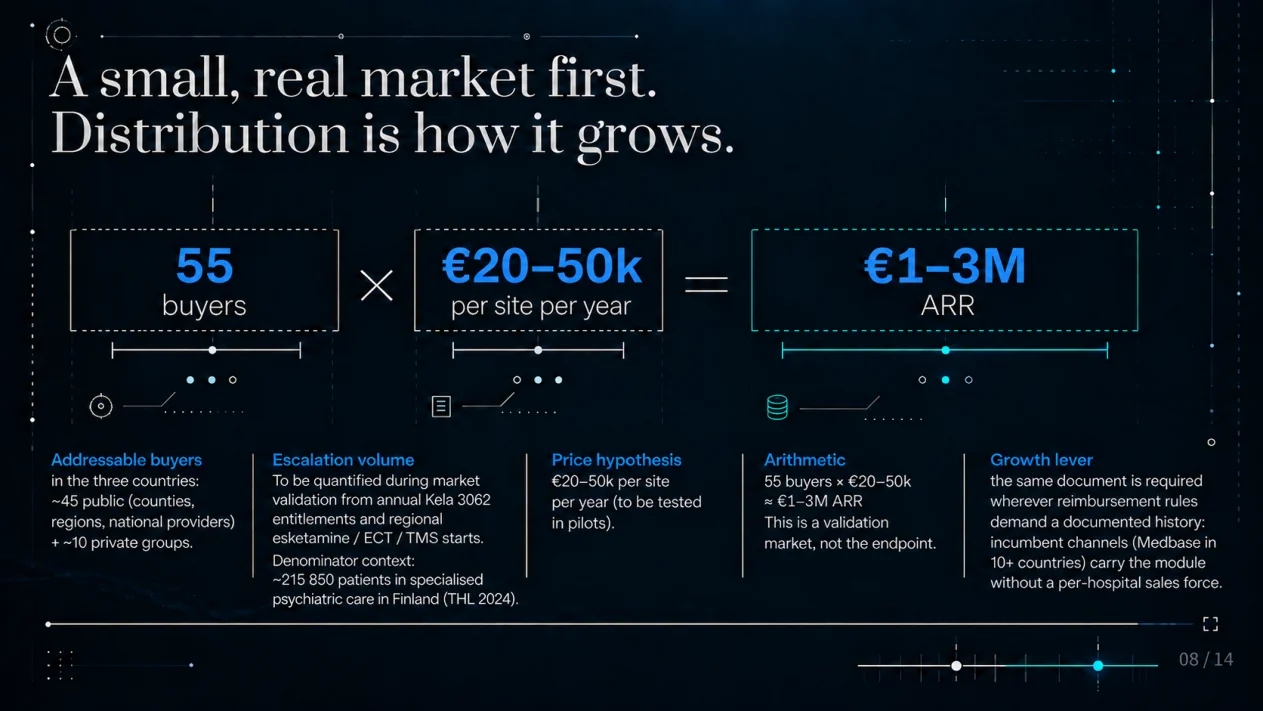 A small, real market first.
Distribution is how it grows.
55
buyers
×
€20–50k
per site per year
=
€1–3M
ARR
Addressable buyers
in the three countries:
~45 public (counties,
regions, national providers)
+ ~10 private groups.
Escalation volume
To be quantified during market
validation from annual Kela 3062
entitlements and regional
esketamine / ECT / TMS starts.
Denominator context:
~215 850 patients in specialised
psychiatric care in Finland (THL 2024).
Price hypothesis
€20–50k per site
per year (to be tested
in pilots).
Arithmetic
55 buyers × €20–50k
≈ €1–3M ARR
This is a validation
market, not the endpoint.
Growth lever
the same document is required
wherever reimbursement rules
demand a documented history:
incumbent channels (Medbase in
10+ countries) carry the module
without a per-hospital sales force.
08 / 14